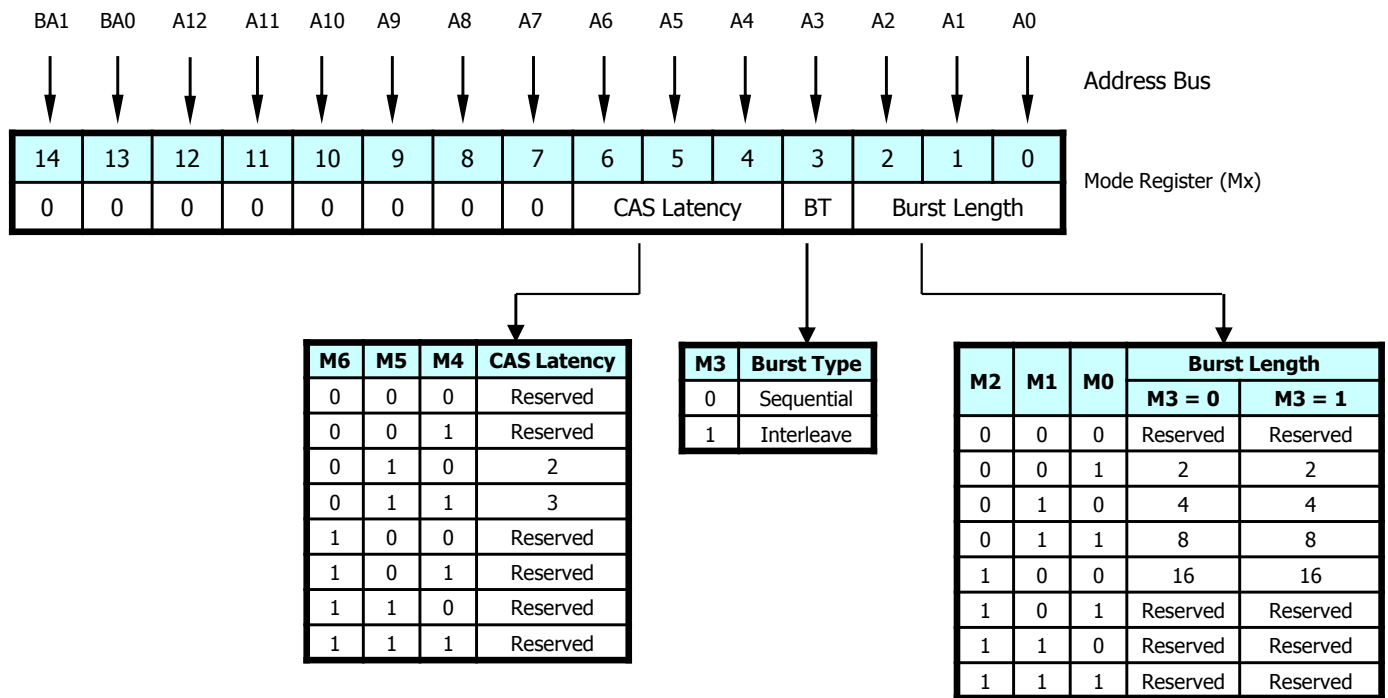 BA1 BA0 A12 A11 A10 A9 A8 A7 A6 A5 A4 A3 A2 A1 A0
Address Bus
14 13 12 11 10 9 8 7 6 5 4 3 2 1 0
Mode Register (Mx)
0 0 0 0 0 0 0 0 CAS Latency BT Burst Length
M6 M5 M4 CAS Latency
0 0 0 Reserved
0 0 1 Reserved
0 1 0 2
0 1 1 3
1 0 0 Reserved
1 0 1 Reserved
1 1 0 Reserved
1 1 1 Reserved
M3 Burst Type
0 Sequential
1 Interleave
M2 M1 M0 Burst Length
M3 = 0 M3 = 1
0 0 0 Reserved Reserved
0 0 1 2 2
0 1 0 4 4
0 1 1 8 8
1 0 0 16 16
1 0 1 Reserved Reserved
1 1 0 Reserved Reserved
1 1 1 Reserved Reserved